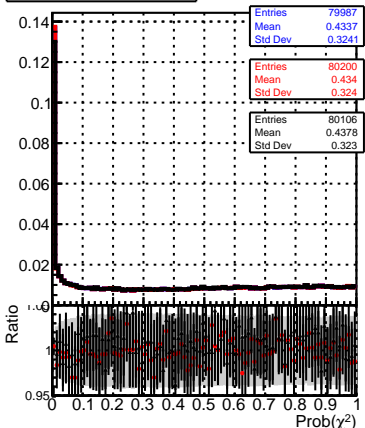 0.14
0.12
0.1
0.08
0.06
0.04
0.02
Entries 79987
Mean 0.4337
Std Dev 0.3241
Entries 80200
Mean 0.434
Std Dev 0.324
Entries 80106
Mean 0.4378
Std Dev 0.323
Ratio
1
0.95
0 0.1 0.2 0.3 0.4 0.5 0.6 0.7 0.8 0.9 1
Prob(χ²)